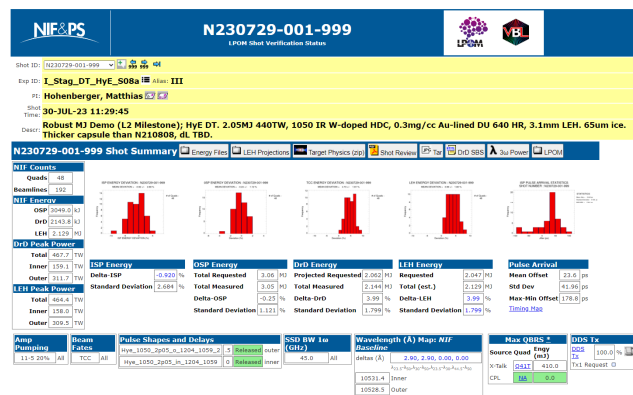 NIF&PS
N230729-001-999
LPOM Shot Verification Status
LPOM
VBL
Shot ID: N230729-001-999
999 999
Exp ID: I_Stag_DT_HyE_S08a Alias: III
PI: Hohenberger, Matthias
Shot Time: 30-JUL-23 11:29:45
Descr: Robust MJ Demo (L2 Milestone); HyE DT. 2.05MJ 440TW, 1050 IR W-doped HDC, 0.3mg/cc Au-lined DU 640 HR, 3.1mm LEH. 65um ice.
Thicker capsule than N210808, dL TBD.
N230729-001-999 Shot Summary Energy Files LEH Projections Target Physics (zip) Shot Review Tar DrD SBS λ 3ω Power LPOM
NIF Counts
Quads 48
Beamlines 192
NIF Energy
OSP 3049.0 kJ
DrD 2143.8 kJ
LEH 2.129 MJ
DrD Peak Power
Total 467.7 TW
Inner 159.1 TW
Outer 311.7 TW
LEH Peak Power
Total 464.4 TW
Inner 158.0 TW
Outer 309.5 TW
ISP Energy
Delta-ISP -0.920 %
Standard Deviation 2.684 %
OSP Energy
Total Requested 3.06 MJ
Total Measured 3.05 MJ
Delta-OSP -0.25 %
Standard Deviation 1.121 %
DrD Energy
Projected Requested 2.062 MJ
Total Measured 2.144 MJ
Delta-DrD 3.99 %
Standard Deviation 1.799 %
LEH Energy
Requested 2.047 MJ
Total (est.) 2.129 MJ
Delta-LEH 3.99 %
Standard Deviation 1.799 %
Pulse Arrival
Mean Offset 23.6 ps
Std Dev 41.96 ps
Max-Min Offset 178.8 ps
Timing Map
Amp Pumping
11-5 20% All
Beam Fates
TCC All
Pulse Shapes and Delays
Hye_1050_2p05_o_1204_1059_2 .5 Released outer
Hye_1050_2p05_in_1204_1059 0 Released inner
SSD BW 1ω (GHz)
45.0 All
Wavelength (Å) Map: NIF Baseline
deltas (Å) 2.90, 2.90, 0.00, 0.00
10531.4 Inner
10528.5 Outer
Max QBRS *
Source Quad Engy (mJ)
X-Talk Q41T 410.0
CPL NA 0.0
DDS Tx
DDS Tx 100.0 %
Tx1 Request